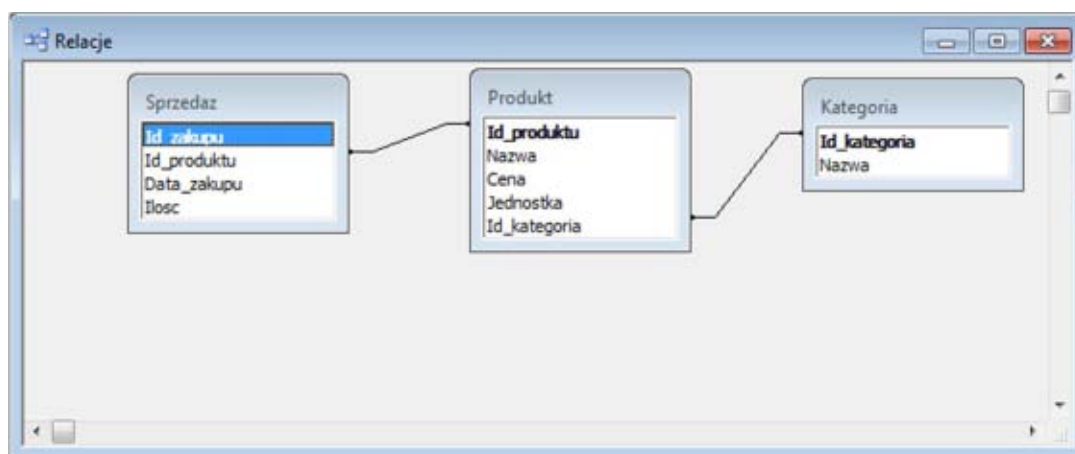 Relacje
Sprzedaz
Id_zakupu
Id_produktu
Data_zakupu
Ilosc
Produkt
Id_produktu
Nazwa
Cena
Jednostka
Id_kategoria
Kategoria
Id_kategoria
Nazwa